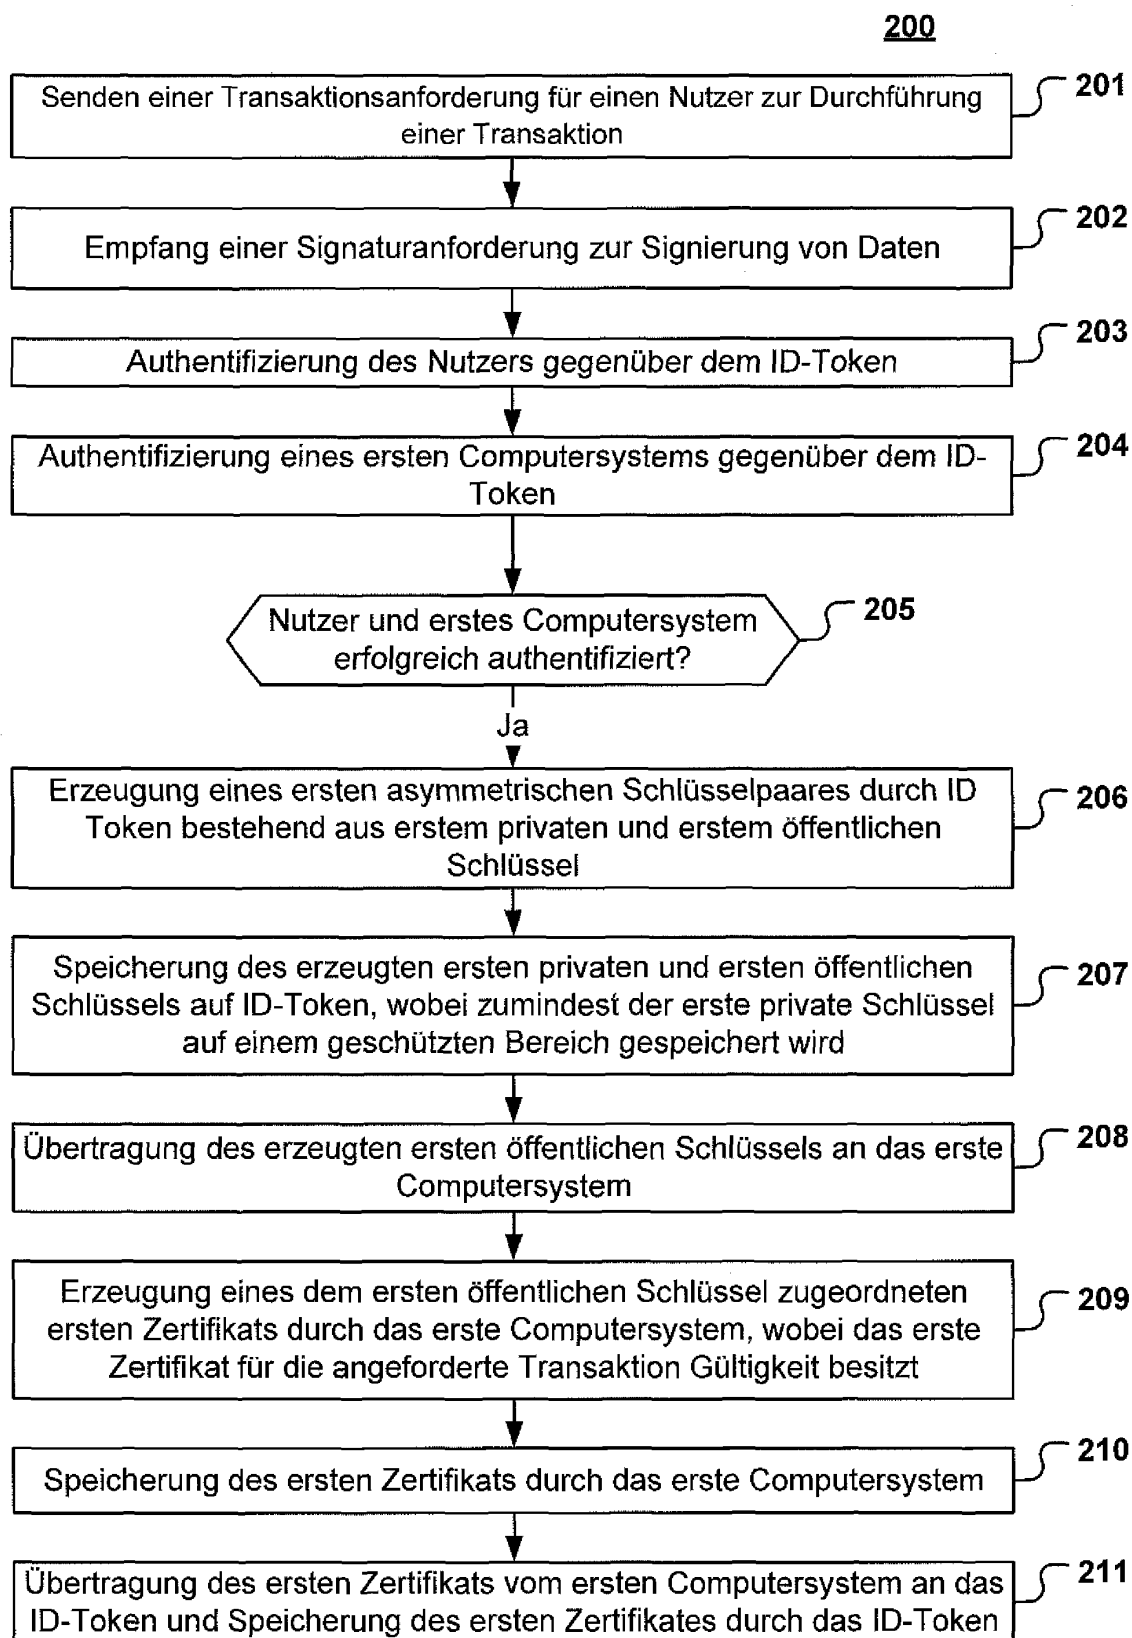 200
Senden einer Transaktionsanforderung für einen Nutzer zur Durchführung
einer Transaktion
201
Empfang einer Signaturanforderung zur Signierung von Daten
202
Authentifizierung des Nutzers gegenüber dem ID-Token
203
Authentifizierung eines ersten Computersystems gegenüber dem ID-
Token
204
Nutzer und erstes Computersystem
erfolgreich authentifiziert?
205
Ja
Erzeugung eines ersten asymmetrischen Schlüsselpaares durch ID
Token bestehend aus erstem privaten und erstem öffentlichen
Schlüssel
206
Speicherung des erzeugten ersten privaten und ersten öffentlichen
Schlüssels auf ID-Token, wobei zumindest der erste private Schlüssel
auf einem geschützten Bereich gespeichert wird
207
Übertragung des erzeugten ersten öffentlichen Schlüssels an das erste
Computersystem
208
Erzeugung eines dem ersten öffentlichen Schlüssel zugeordneten
ersten Zertifikats durch das erste Computersystem, wobei das erste
Zertifikat für die angeforderte Transaktion Gültigkeit besitzt
209
Speicherung des ersten Zertifikats durch das erste Computersystem
210
Übertragung des ersten Zertifikats vom ersten Computersystem an das
ID-Token und Speicherung des ersten Zertifikates durch das ID-Token
211